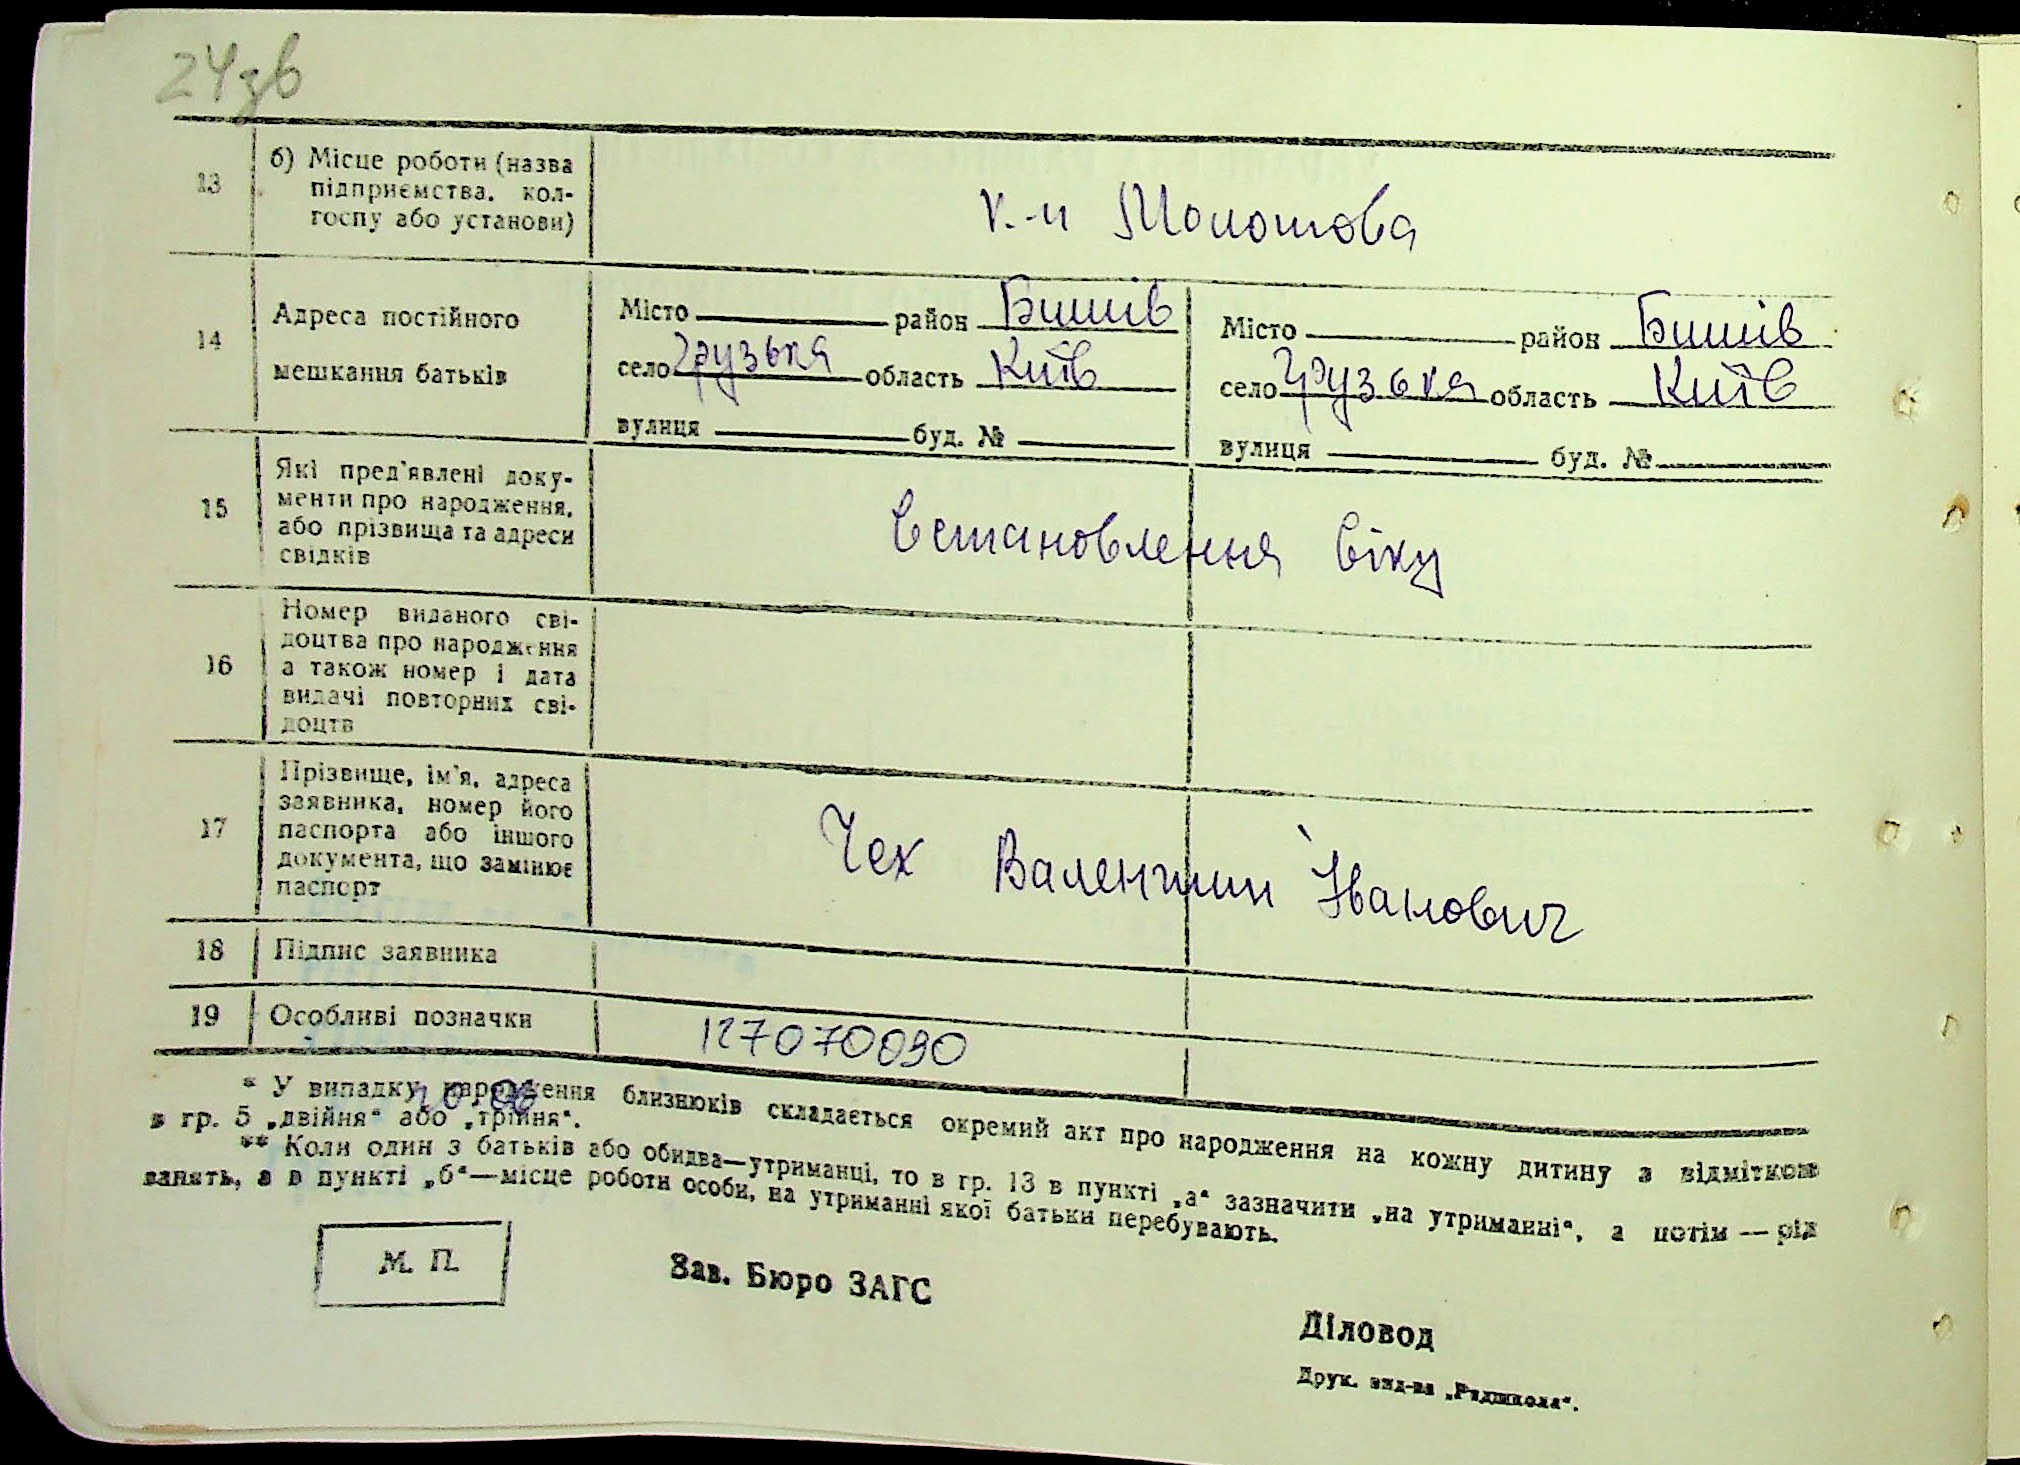 24зв
13
б) Місце роботи (назва
підприємства, кол-
госпу або установи)
к-п Молотова
14
Адреса постійного
мешкання батьків
Місто район Бишів
село Грузька область Київ
вулиця буд. №
Місто район Бишів
село Грузька область Київ
вулиця буд. №
15
Які пред'явлені доку-
менти про народження,
або прізвища та адреси
свідків
Встановлення віку
16
Номер виданого сві-
доцтва про народження
а також номер і дата
видачі повторних сві-
доцтв
17
Прізвище, ім'я, адреса
заявника, номер його
паспорта або іншого
документа, що замінює
паспорт
Чех Валентин Іванович
18
Підпис заявника
19
Особливі позначки
127070090
* У випадку народження близнюків складається окремий акт про народження на кожну дитину з відміткою
в гр. 5 „двійня“ або „трійня“.
** Коли один з батьків або обидва—утриманці, то в гр. 13 в пункті „а“ зазначити „на утриманні“, а потім — рід
занять, а в пункті „б“—місце роботи особи, на утриманні якої батьки перебувають.
М. П.
Зав. Бюро ЗАГС
Діловод
Друк. вид-ва „Радшкола“.